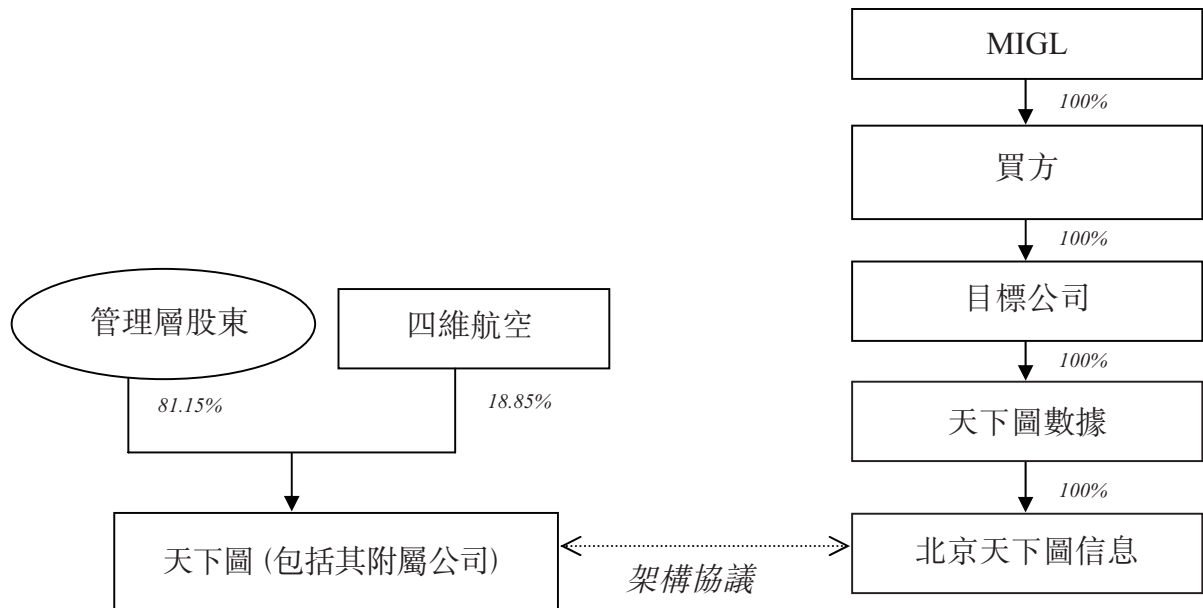 MIGL
100%
買方
100%
目標公司
管理層股東
四維航空
100%
81.15%
18.85%
天下圖數據
100%
天下圖 (包括其附屬公司)
北京天下圖信息
架構協議